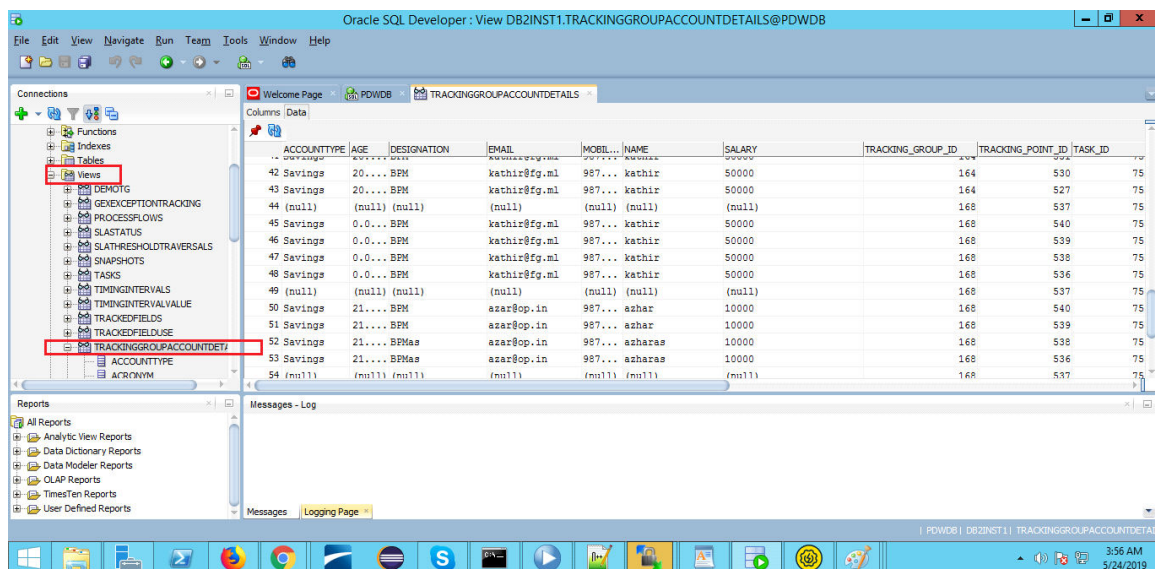 Oracle SQL Developer : View DB2INST1.TRACKINGGROUPACCOUNTDETAILS@PDWDB
File Edit View Navigate Run Team Tools Window Help
Connections
Functions
Indexes
Tables
Views
DEMOTG
GEXEXCEPTIONTRACKING
PROCESSFLOWS
SLASTATUS
SLATHRESHOLDTRAVERSALS
SNAPSHOTS
TASKS
TIMINGINTERVALS
TIMINGINTERVALVALUE
TRACKEDFIELDS
TRACKEDFIELDUSE
TRACKINGGROUPACCOUNTDETA
ACCOUNTTYPE
ACRONYM
Welcome Page PDWDB TRACKINGGROUPACCOUNTDETAILS
Columns Data
ACCOUNTTYPE AGE DESIGNATION EMAIL MOBIL... NAME SALARY TRACKING_GROUP_ID TRACKING_POINT_ID TASK_ID
42 Savings 20.... BPM kathir@fg.ml 987... kathir 50000 164 530 75
43 Savings 20.... BPM kathir@fg.ml 987... kathir 50000 164 527 75
44 (null) (null) (null) (null) (null) (null) (null) 168 537 75
45 Savings 0.0... BPM kathir@fg.ml 987... kathir 50000 168 540 75
46 Savings 0.0... BPM kathir@fg.ml 987... kathir 50000 168 539 75
47 Savings 0.0... BPM kathir@fg.ml 987... kathir 50000 168 538 75
48 Savings 0.0... BPM kathir@fg.ml 987... kathir 50000 168 536 75
49 (null) (null) (null) (null) (null) (null) (null) 168 537 75
50 Savings 21.... BPM azar@op.in 987... azhar 10000 168 540 75
51 Savings 21.... BPM azar@op.in 987... azhar 10000 168 539 75
52 Savings 21.... BPMas azar@op.in 987... azharas 10000 168 538 75
53 Savings 21.... BPMas azar@op.in 987... azharas 10000 168 536 75
54 (null) (null) (null) (null) (null) (null) (null) 168 537 75
Reports
All Reports
Analytic View Reports
Data Dictionary Reports
Data Modeler Reports
OLAP Reports
TimesTen Reports
User Defined Reports
Messages - Log
Messages Logging Page
| PDWDB | DB2INST1 | TRACKINGGROUPACCOUNTDETAI
3:56 AM
5/24/2019